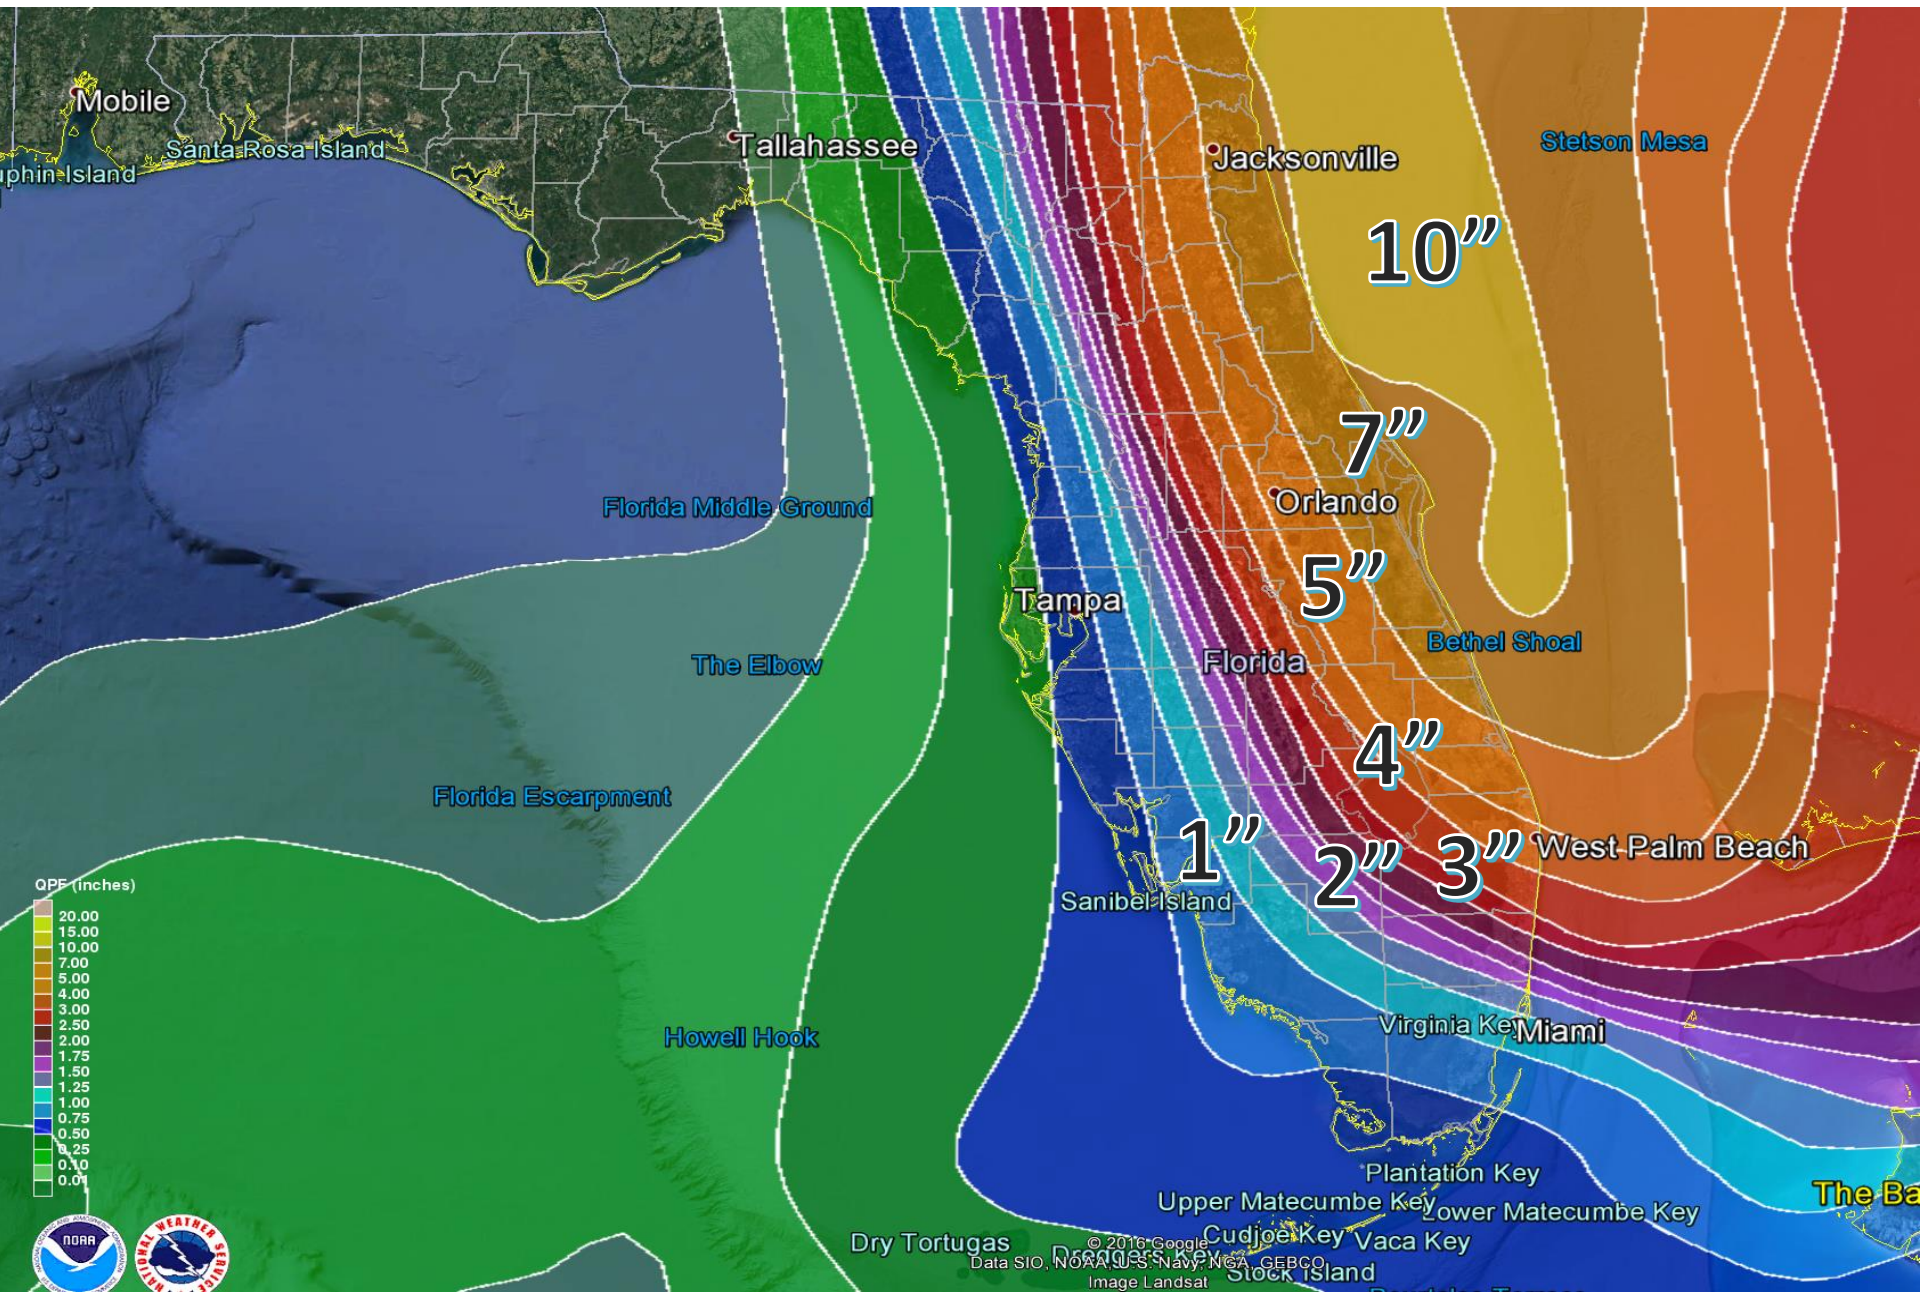 Mobile
Tallahassee
Jacksonville
Stetson Mesa
Santa Rosa Island
uphin Island
10”
7”
Florida Middle Ground
Orlando
5”
Tampa
Bethel Shoal
The Elbow
Florida
4”
Florida Escarpment
1”
2”
3”
West Palm Beach
Sanibel Island
QPF (inches)
20.00
15.00
10.00
7.00
5.00
4.00
3.00
2.50
2.00
1.75
1.50
1.25
1.00
0.75
0.50
0.25
0.10
0.01
Howell Hook
Virginia Key
Miami
Plantation Key
The Ba
Upper Matecumbe Key
Lower Matecumbe Key
Cudjoe Key
Vaca Key
Dry Tortugas
Dredgers Key
© 2016 Google
Data SIO, NOAA, U.S. Navy, NGA, GEBCO
Stock Island
Image Landsat
NOAA
NATIONAL WEATHER SERVICE